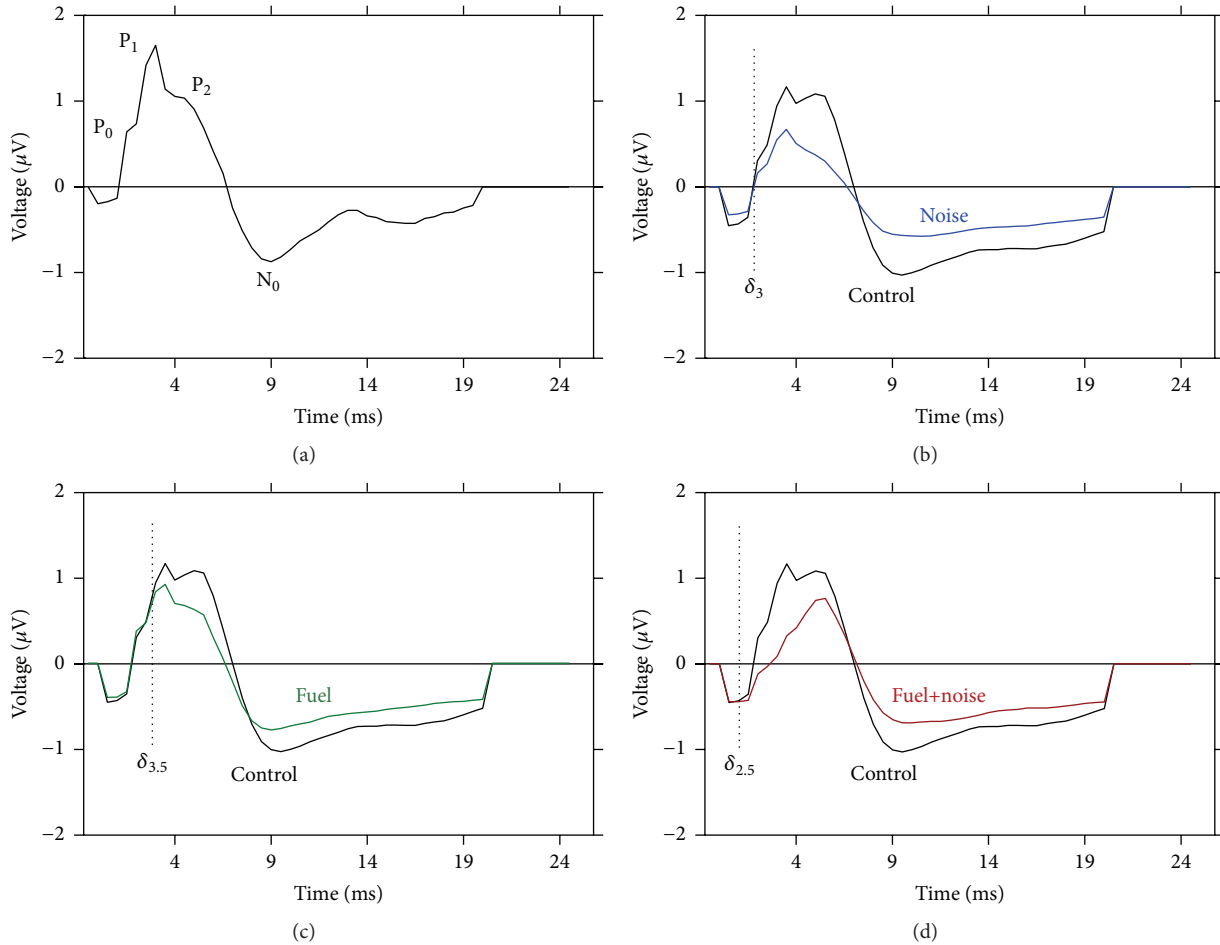 2
1
0
−1
−2
Voltage (μV)
P₀
P₁
P₂
N₀
4 9 14 19 24
Time (ms)
(a)
2
1
0
−1
−2
Voltage (μV)
Noise
δ₃
Control
4 9 14 19 24
Time (ms)
(b)
2
1
0
−1
−2
Voltage (μV)
Fuel
δ₃.₅
Control
4 9 14 19 24
Time (ms)
(c)
2
1
0
−1
−2
Voltage (μV)
Fuel+noise
δ₂.₅
Control
4 9 14 19 24
Time (ms)
(d)